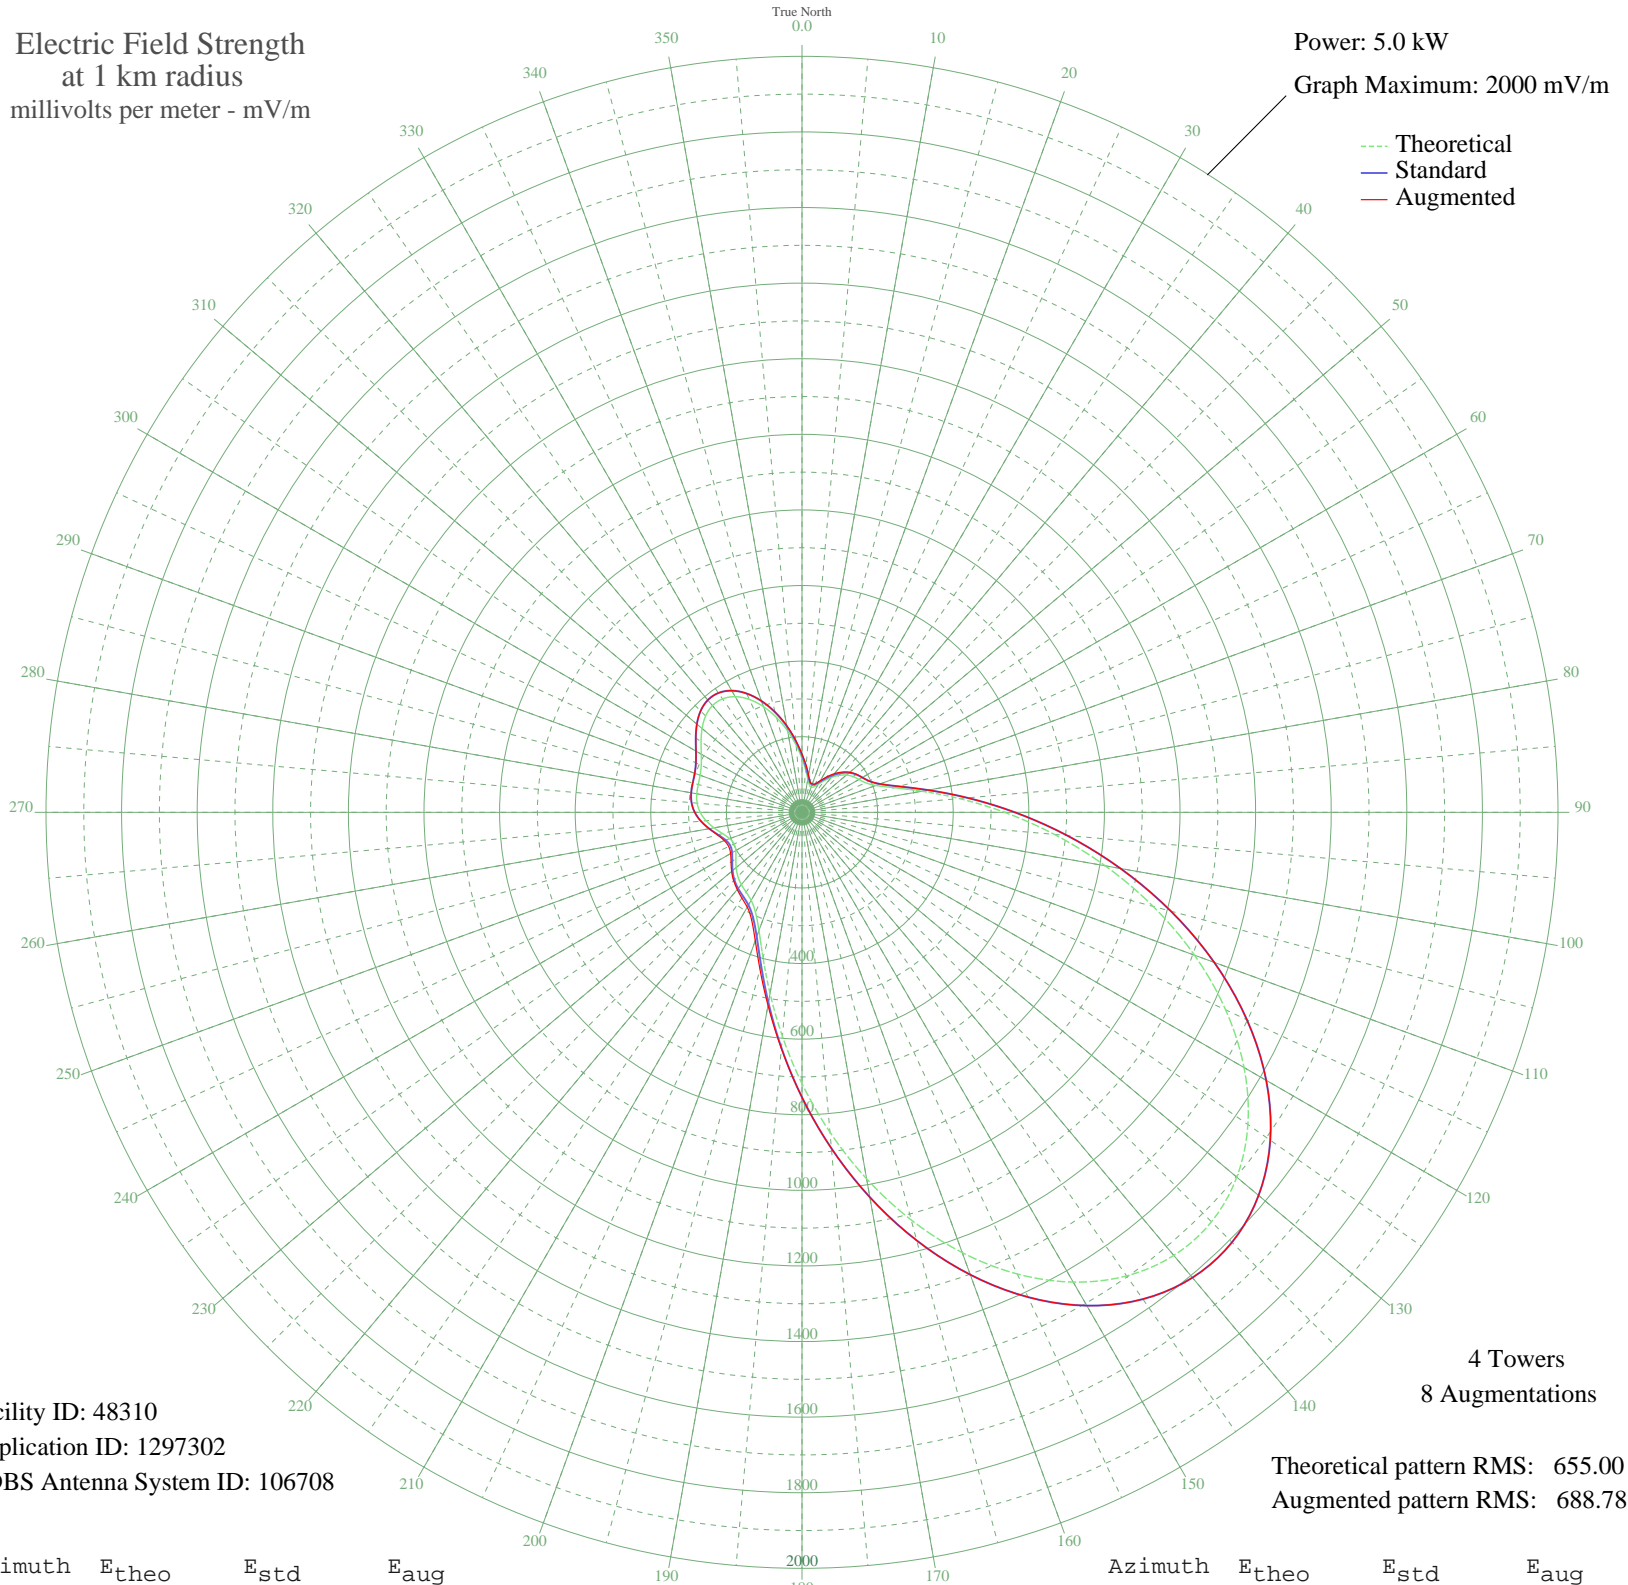 True North
0.0
Electric Field Strength
at 1 km radius
millivolts per meter - mV/m
Power: 5.0 kW
Graph Maximum: 2000 mV/m
Theoretical
Standard
Augmented
10
20
30
40
50
60
70
80
90
100
110
120
130
140
150
160
170
190
200
210
220
230
240
250
260
270
280
290
300
310
320
330
340
350
400
600
800
1000
1200
1400
1600
1800
2000
4 Towers
8 Augmentations
cility ID: 48310
plication ID: 1297302
DBS Antenna System ID: 106708
Theoretical pattern RMS: 655.00
Augmented pattern RMS: 688.78
imuth Etheo Estd Eaug
Azimuth Etheo Estd Eaug